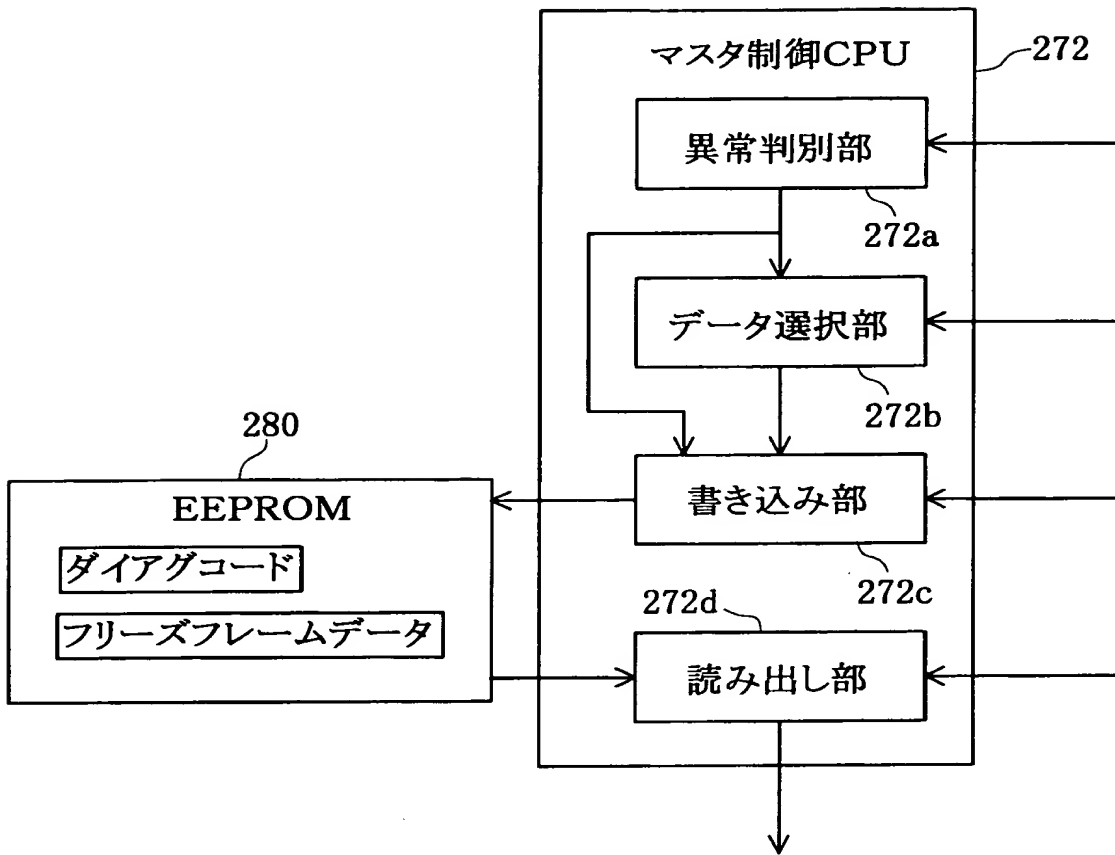 マスタ制御CPU
272
異常判別部
272a
データ選択部
272b
280
EEPROM
ダイアグコード
フリーズフレームデータ
書き込み部
272c
272d
読み出し部